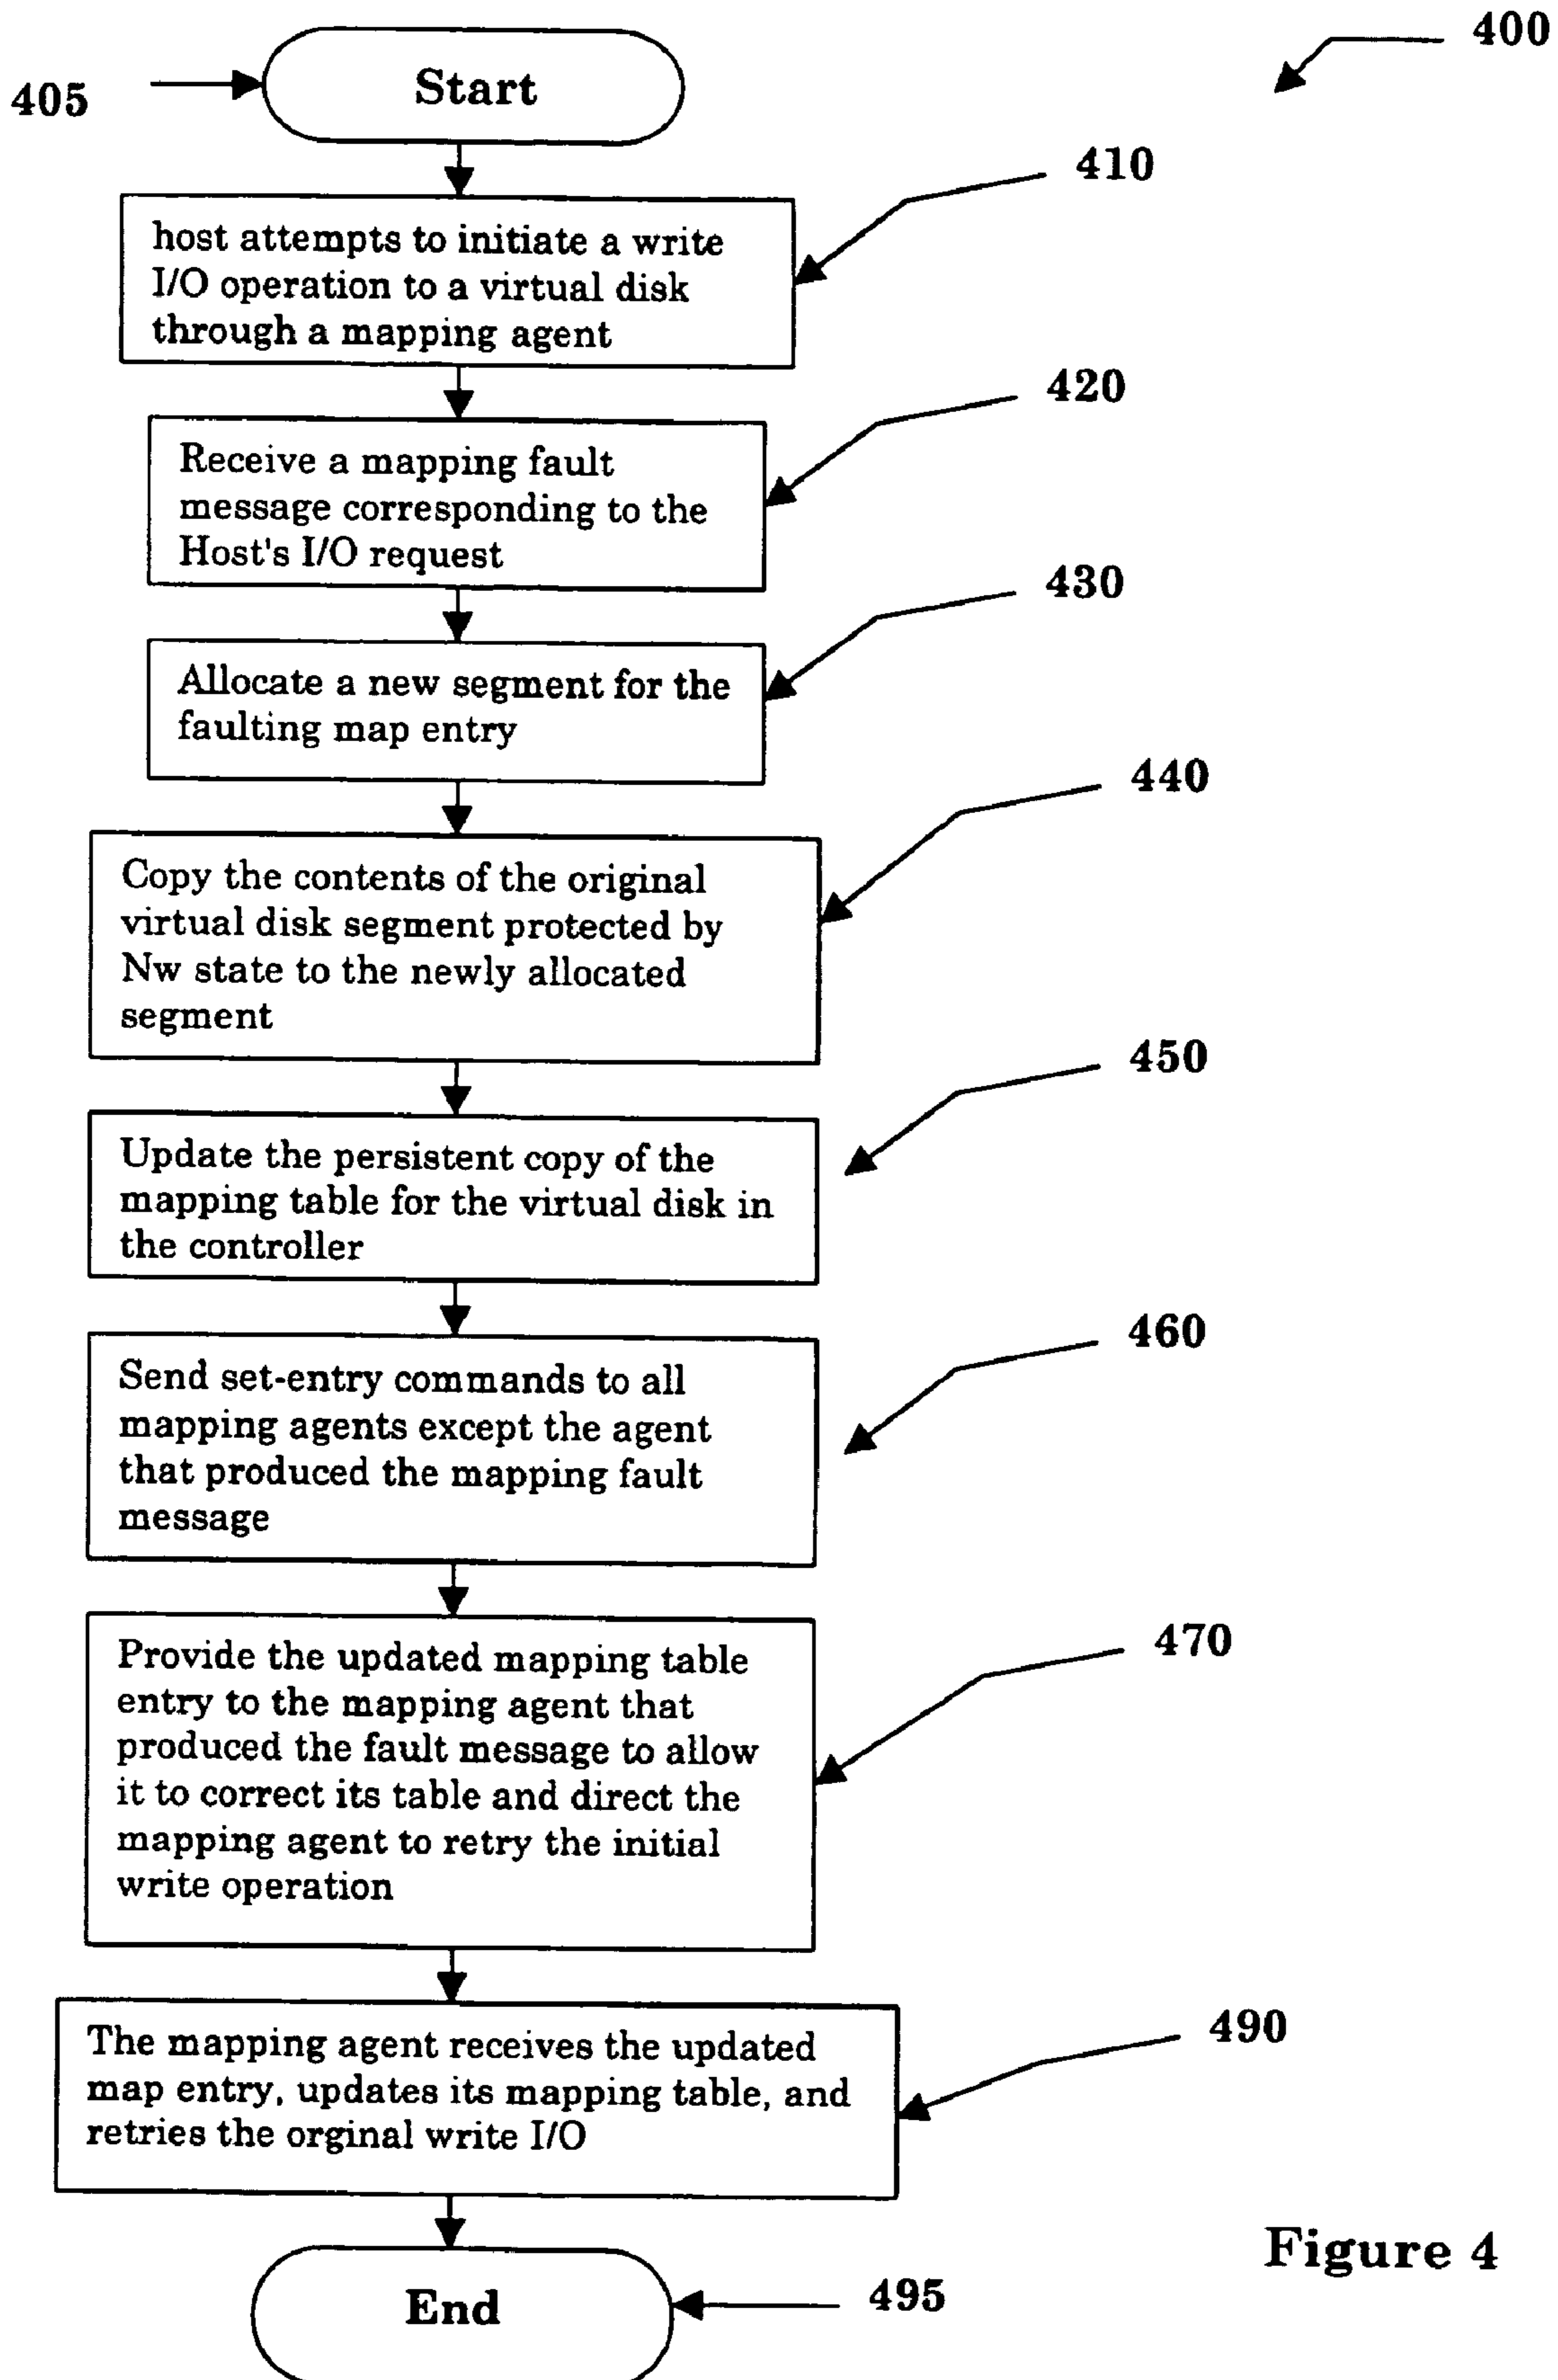 400
405
Start
410
host attempts to initiate a write
I/O operation to a virtual disk
through a mapping agent
420
Receive a mapping fault
message corresponding to the
Host's I/O request
430
Allocate a new segment for the
faulting map entry
440
Copy the contents of the original
virtual disk segment protected by
Nw state to the newly allocated
segment
450
Update the persistent copy of the
mapping table for the virtual disk in
the controller
460
Send set-entry commands to all
mapping agents except the agent
that produced the mapping fault
message
470
Provide the updated mapping table
entry to the mapping agent that
produced the fault message to allow
it to correct its table and direct the
mapping agent to retry the initial
write operation
490
The mapping agent receives the updated
map entry, updates its mapping table, and
retries the orginal write I/O
Figure 4
End
495